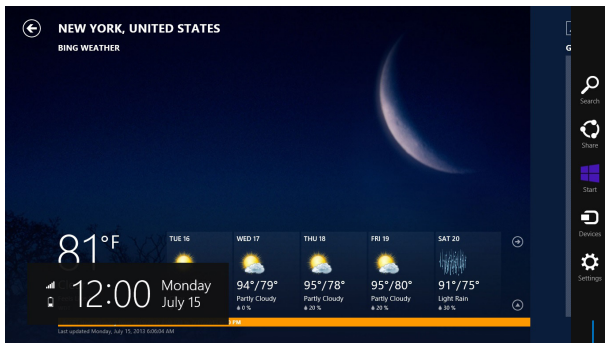 NEW YORK, UNITED STATES
BING WEATHER
Search
Share
Start
Devices
Settings
81°F
TUE 16
WED 17
94°/79°
Partly Cloudy
0 %
THU 18
95°/78°
Partly Cloudy
20 %
FRI 19
95°/80°
Partly Cloudy
20 %
SAT 20
91°/75°
Light Rain
30 %
12:00
Monday
July 15
PM
Last updated Monday, July 15, 2013 6:06:04 AM